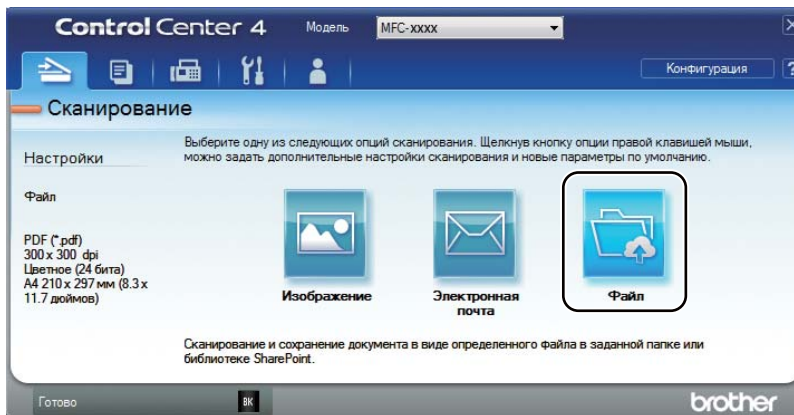 Control Center 4
Модель
MFC-xxxx
Конфигурация
?
Сканирование
Выберите одну из следующих опций сканирования. Щелкнув кнопку опции правой клавишей мыши,
можно задать дополнительные настройки сканирования и новые параметры по умолчанию.
Настройки
Файл
PDF (*.pdf)
300 x 300 dpi
Цветное (24 бита)
A4 210 x 297 мм (8.3 x
11.7 дюймов)
Изображение
Электронная
почта
Файл
Сканирование и сохранение документа в виде определенного файла в заданной папке или
библиотеке SharePoint.
Готово
BK
brother